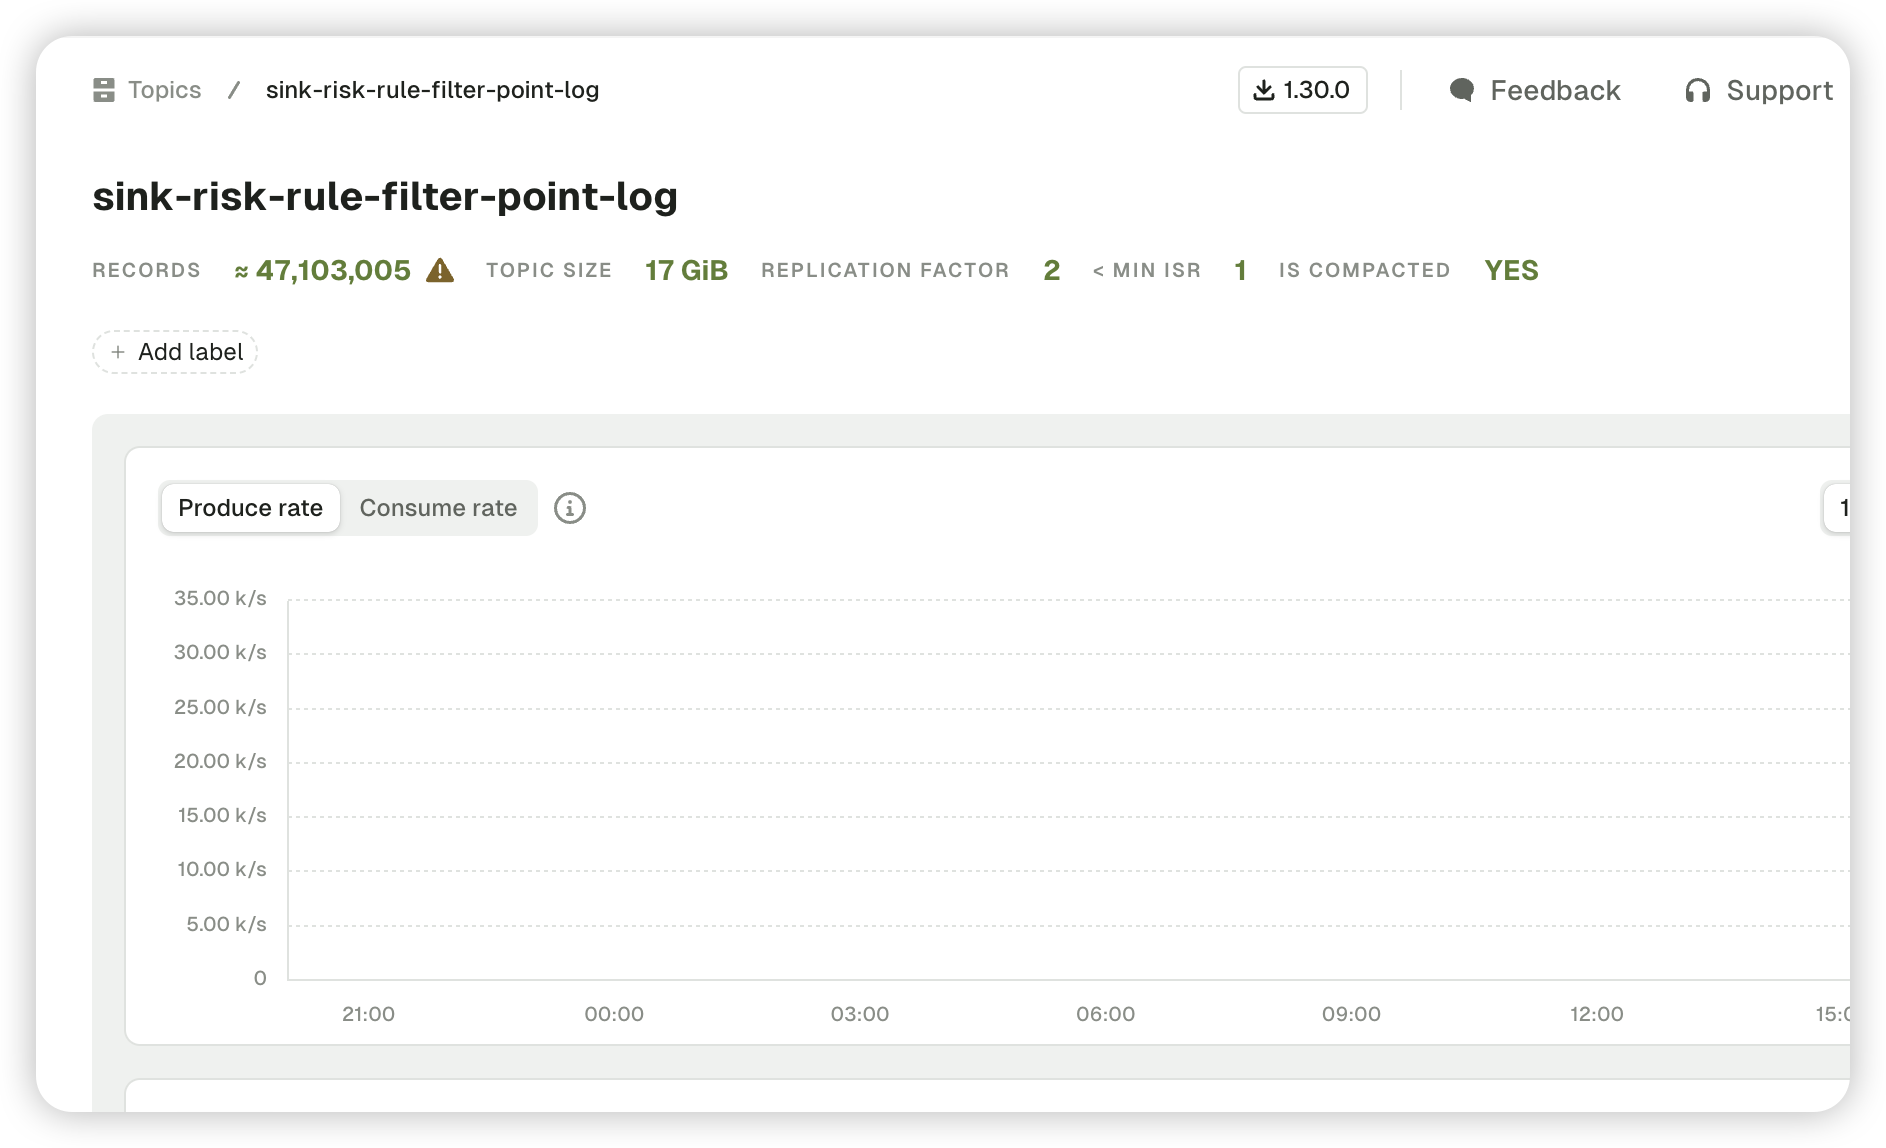 Topics / sink-risk-rule-filter-point-log 1.30.0 Feedback Support
sink-risk-rule-filter-point-log
RECORDS ≈ 47,103,005 TOPIC SIZE 17 GiB REPLICATION FACTOR 2 < MIN ISR 1 IS COMPACTED YES
+ Add label
Produce rate Consume rate 1
35.00 k/s
30.00 k/s
25.00 k/s
20.00 k/s
15.00 k/s
10.00 k/s
5.00 k/s
0
21:00 00:00 03:00 06:00 09:00 12:00